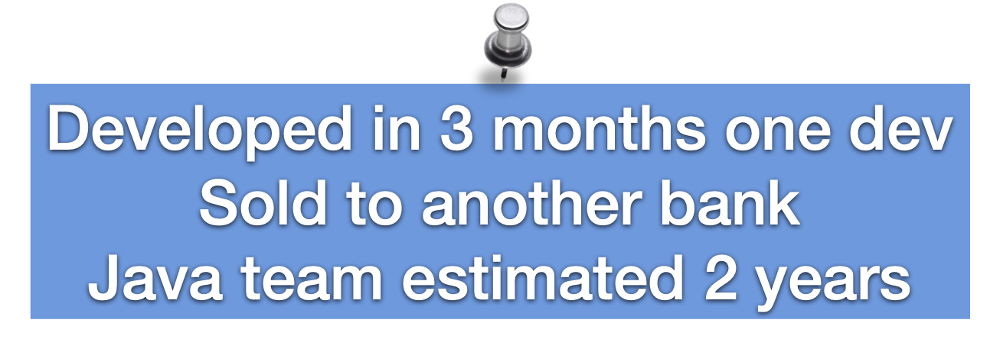 Developed in 3 months one dev
Sold to another bank
Java team estimated 2 years